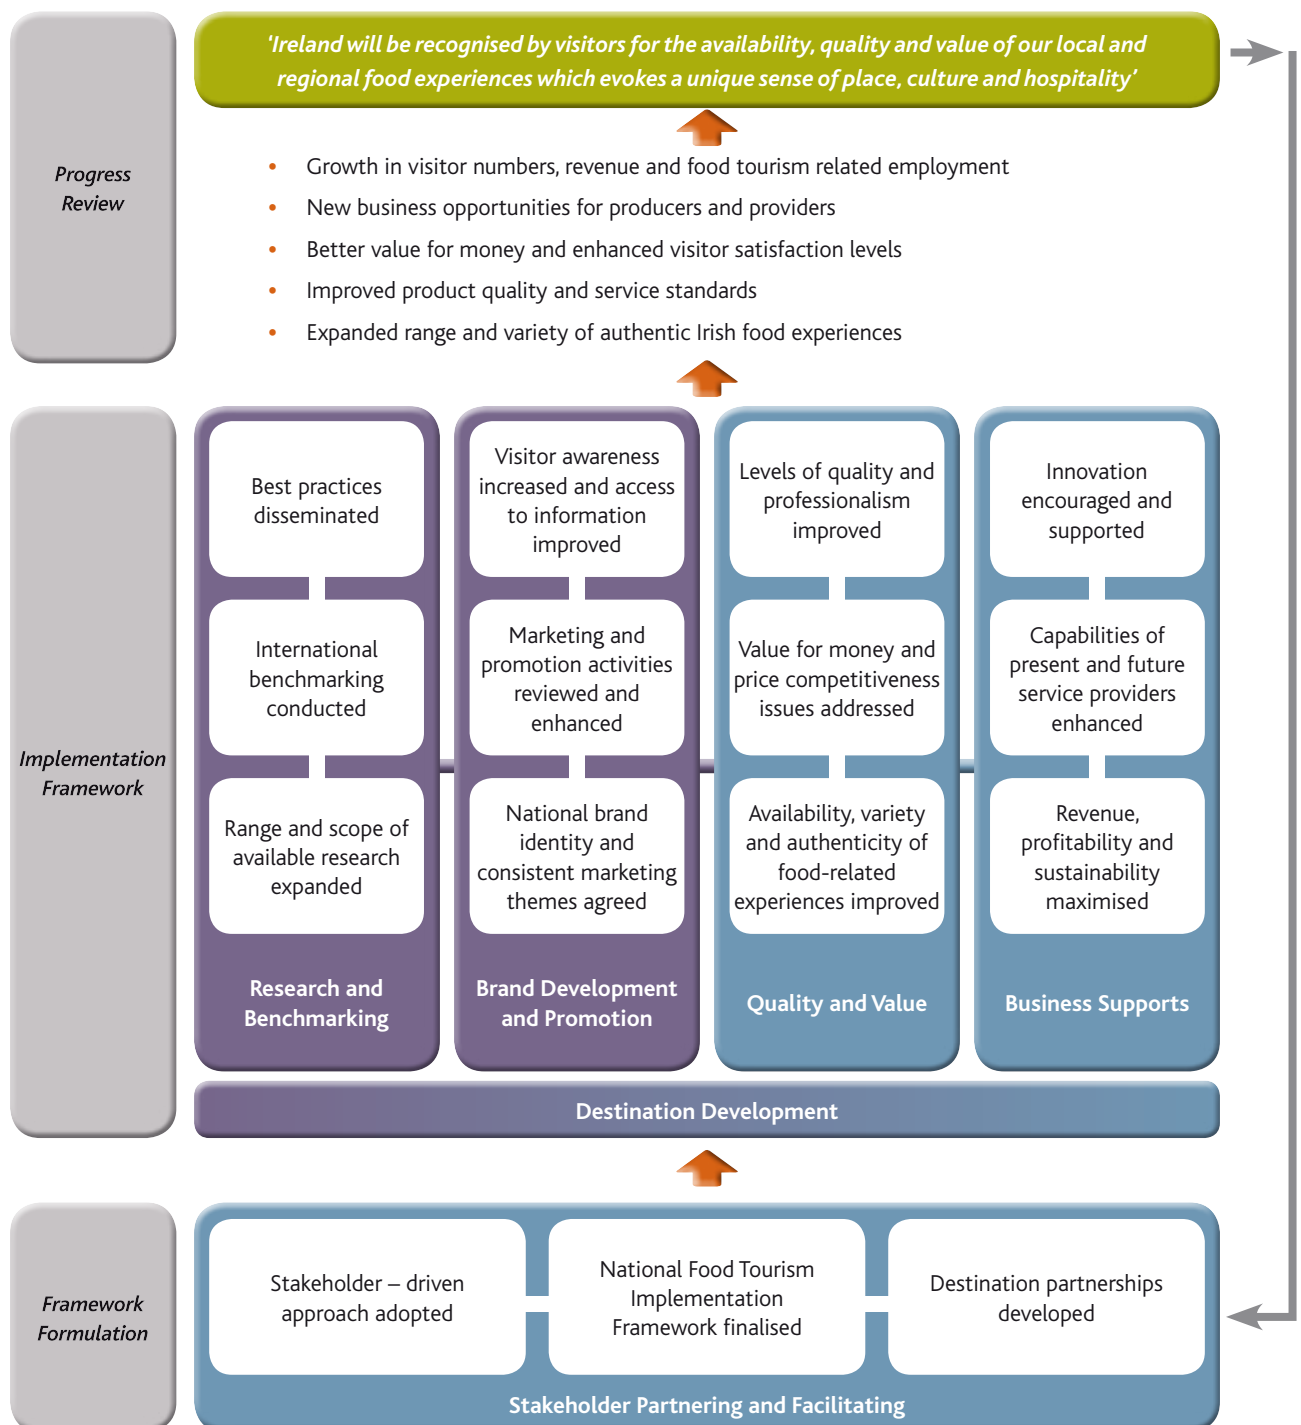 ‘Ireland will be recognised by visitors for the availability, quality and value of our local and
regional food experiences which evokes a unique sense of place, culture and hospitality’
Progress
Review
• Growth in visitor numbers, revenue and food tourism related employment
• New business opportunities for producers and providers
• Better value for money and enhanced visitor satisfaction levels
• Improved product quality and service standards
• Expanded range and variety of authentic Irish food experiences
Implementation
Framework
Best practices
disseminated
International
benchmarking
conducted
Range and scope of
available research
expanded
Research and
Benchmarking
Visitor awareness
increased and access
to information
improved
Marketing and
promotion activities
reviewed and
enhanced
National brand
identity and
consistent marketing
themes agreed
Brand Development
and Promotion
Levels of quality and
professionalism
improved
Value for money and
price competitiveness
issues addressed
Availability, variety
and authenticity of
food-related
experiences improved
Quality and Value
Innovation
encouraged and
supported
Capabilities of
present and future
service providers
enhanced
Revenue,
profitability and
sustainability
maximised
Business Supports
Destination Development
Framework
Formulation
Stakeholder – driven
approach adopted
National Food Tourism
Implementation
Framework finalised
Destination partnerships
developed
Stakeholder Partnering and Facilitating